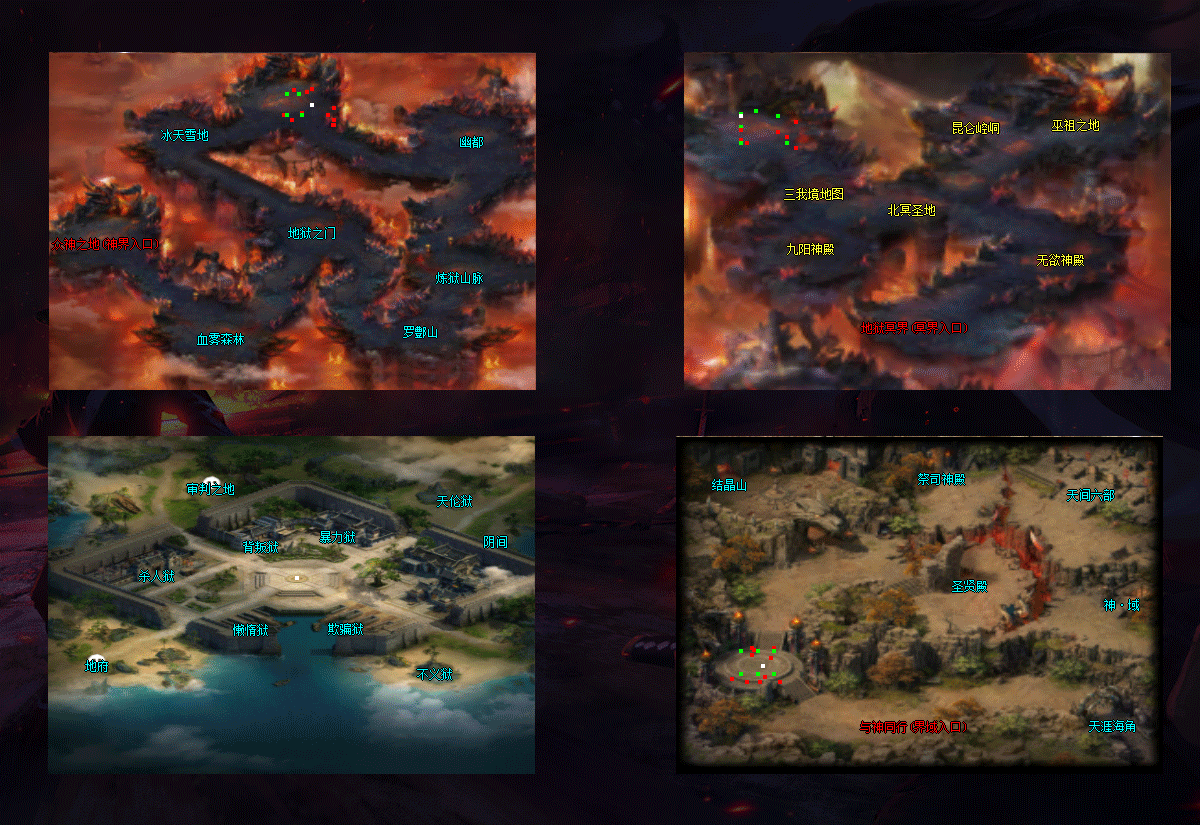 冰天雪地
幽都
地狱之门
火神之地(神界入口)
炼狱山脉
罗酆山
血雾森林
昆仑崆峒
巫祖之地
三我境地图
北冥圣地
九阳神殿
无欲神殿
地狱冥界(冥界入口)
审判之地
天伦狱
背叛狱
暴力狱
阴间
杀人狱
懒惰狱
欺骗狱
地府
不义狱
结晶山
祭司神殿
天间六部
圣贤殿
神·域
与神同行(界域入口)
天涯海角